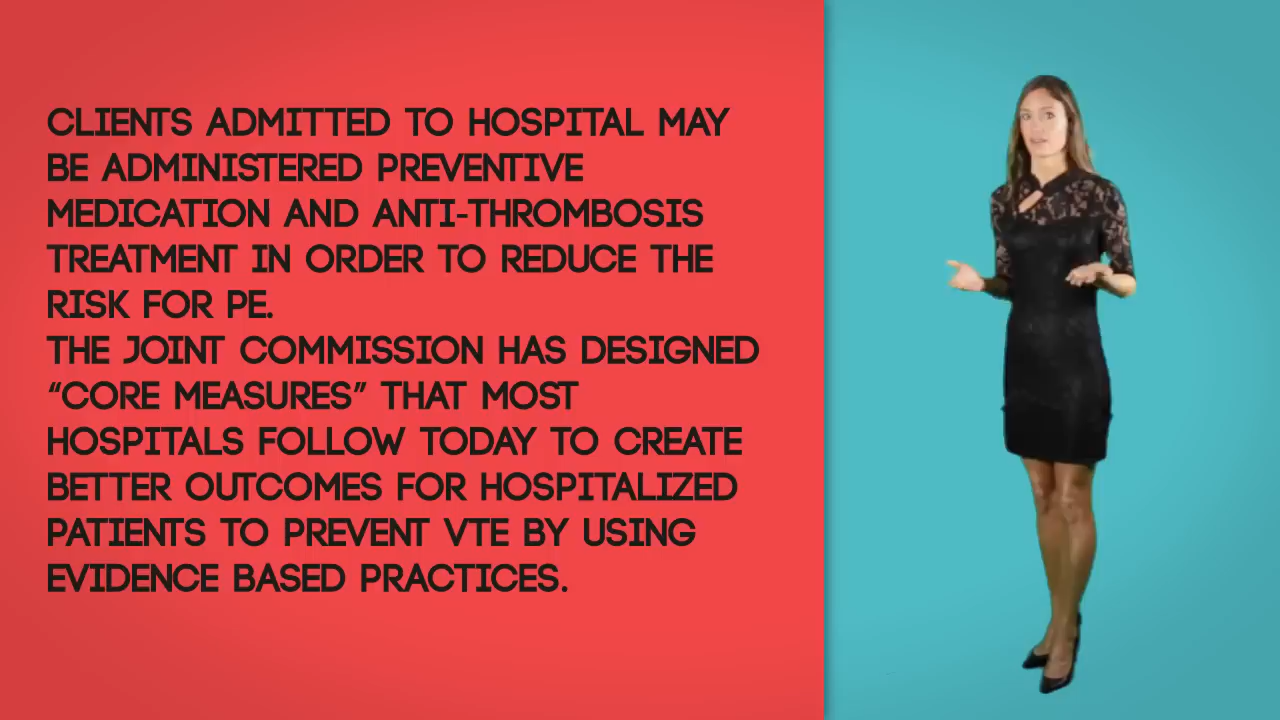 CLIENTS ADMITTED TO HOSPITAL MAY
BE ADMINISTERED PREVENTIVE
MEDICATION AND ANTI-THROMBOSIS
TREATMENT IN ORDER TO REDUCE THE
RISK FOR PE.
THE JOINT COMMISSION HAS DESIGNED
“CORE MEASURES” THAT MOST
HOSPITALS FOLLOW TODAY TO CREATE
BETTER OUTCOMES FOR HOSPITALIZED
PATIENTS TO PREVENT VTE BY USING
EVIDENCE BASED PRACTICES.